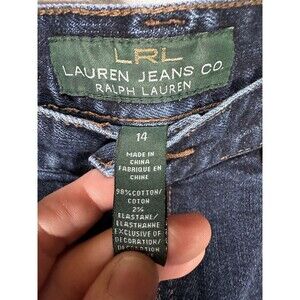 LRL
LAUREN JEANS CO.
RALPH LAUREN
14
MADE IN
CHINA
FABRIQUE EN
CHINE
98% COTTON/
COTON
2%
ELASTANE/
ELASTHANNE
EXCLUSIVE OF
DECORATION/